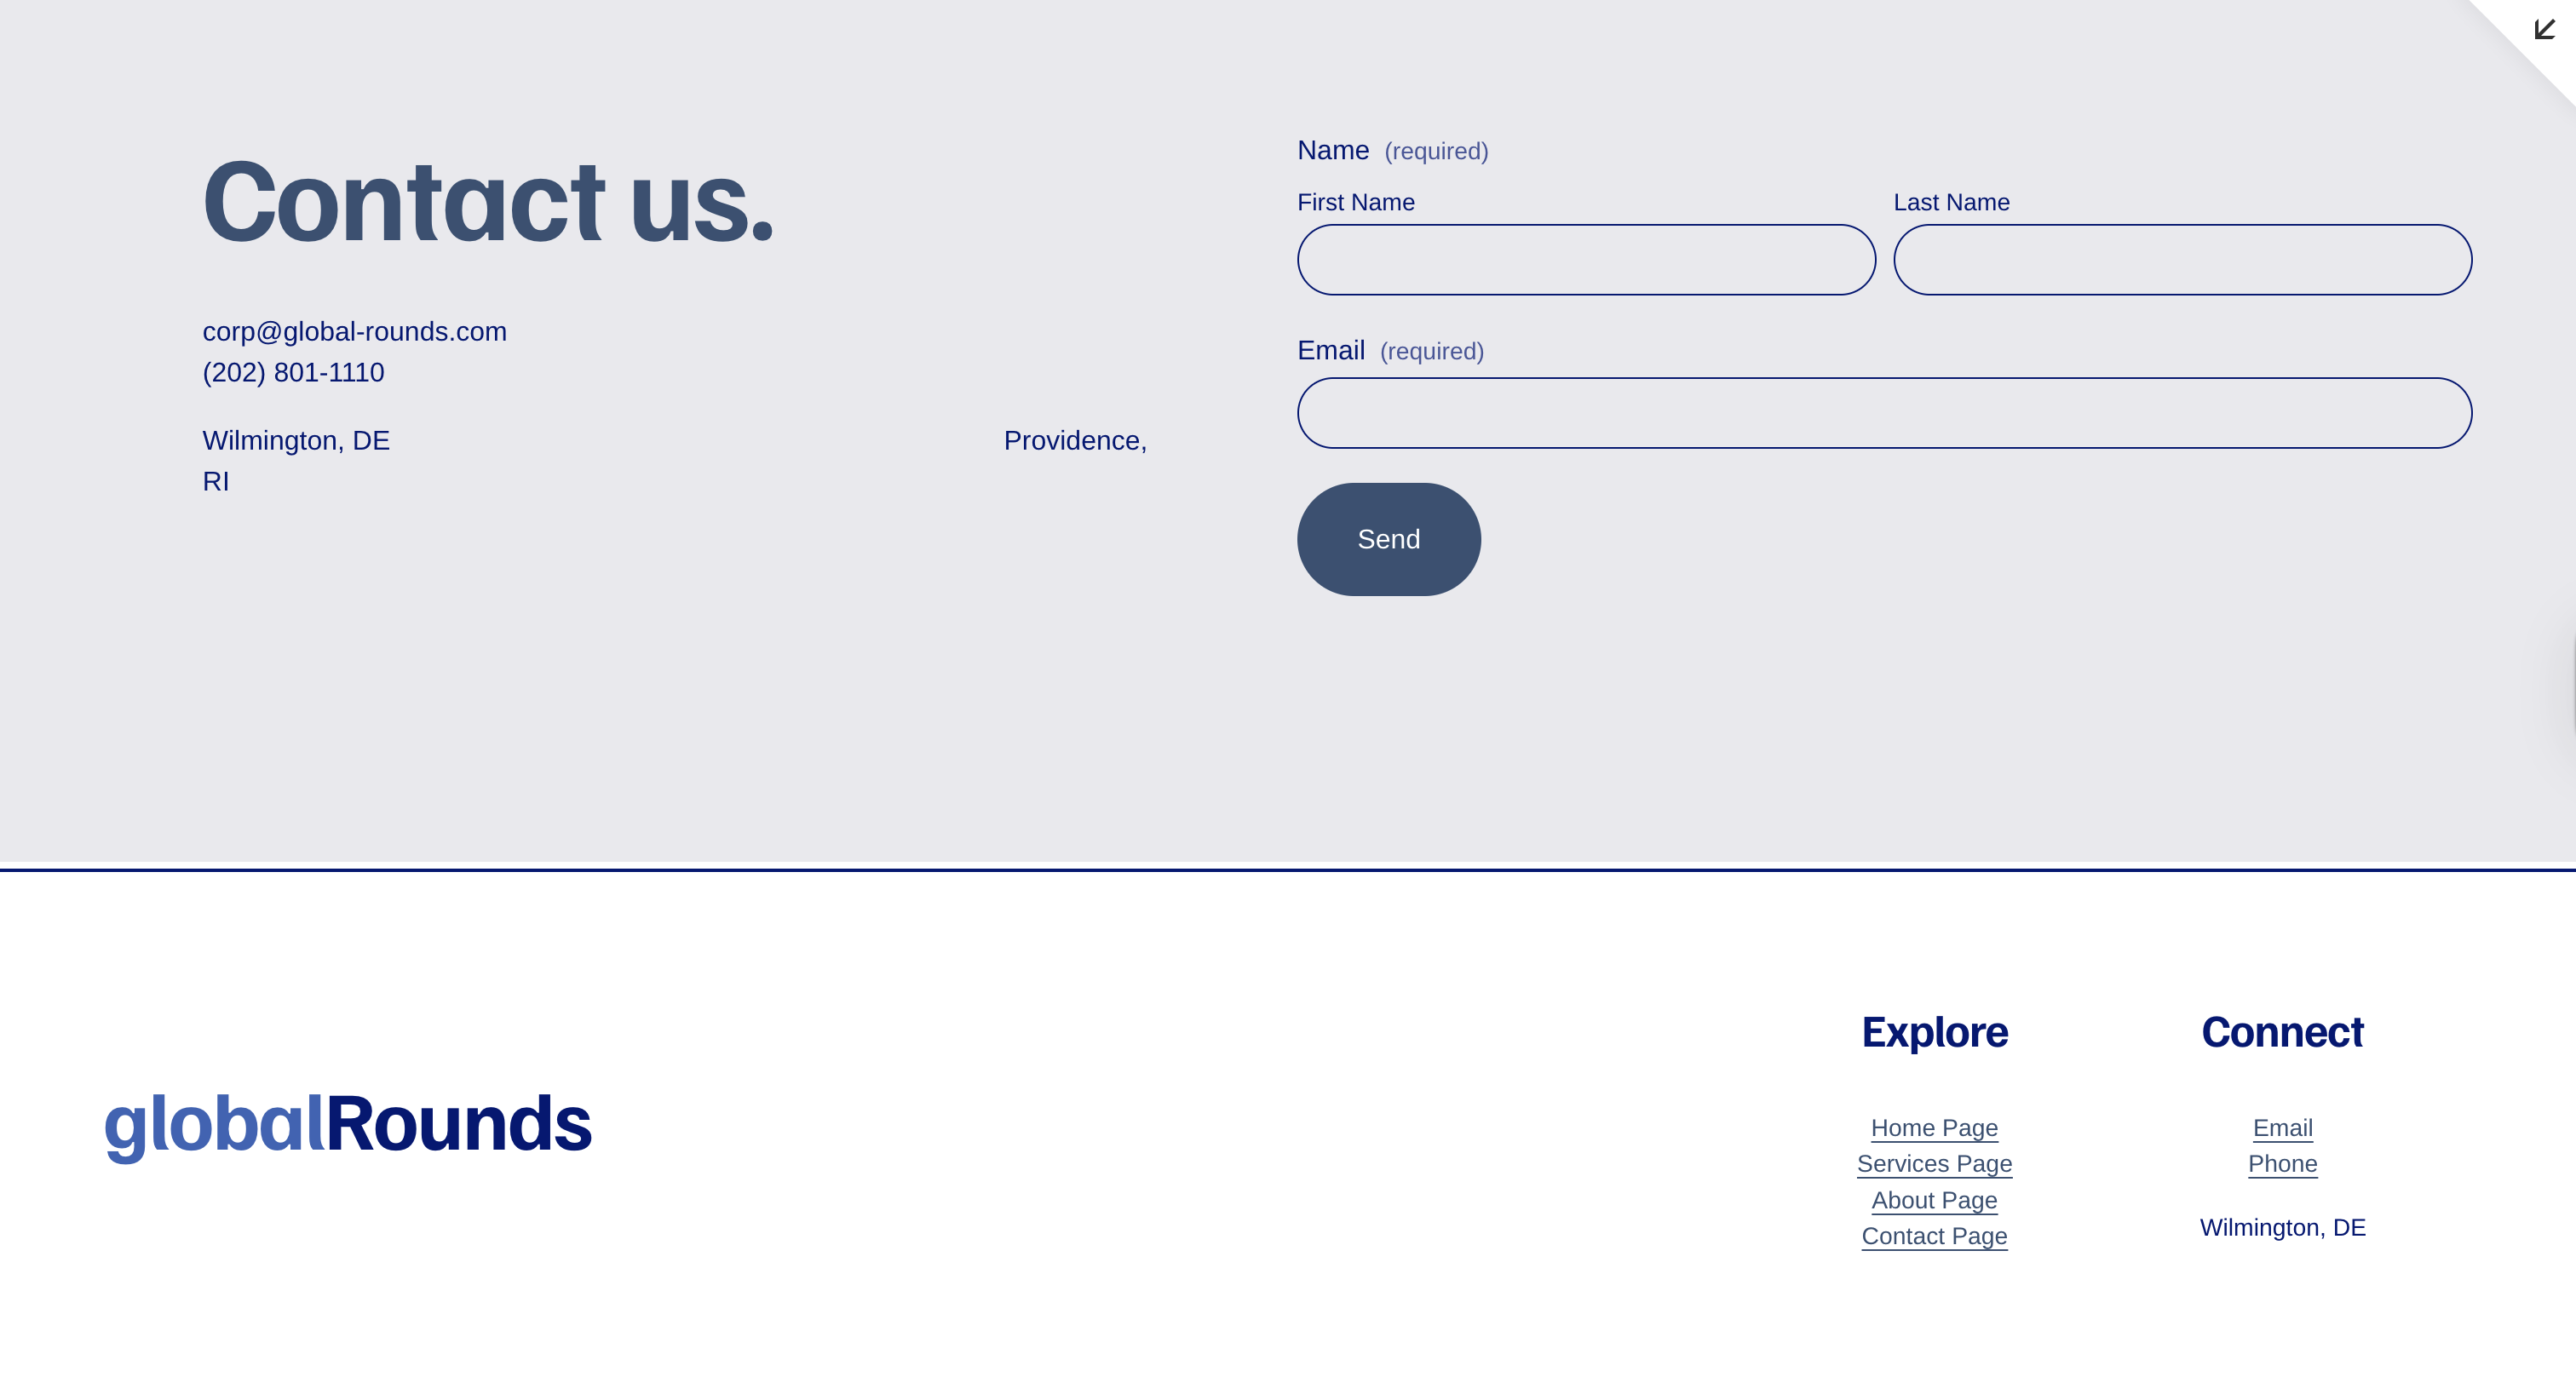 Contact us.
corp@global-rounds.com
(202) 801-1110
Wilmington, DE Providence,
RI
Name (required)
First Name Last Name
Email (required)
Send
globalRounds
Explore
Home Page
Services Page
About Page
Contact Page
Connect
Email
Phone
Wilmington, DE